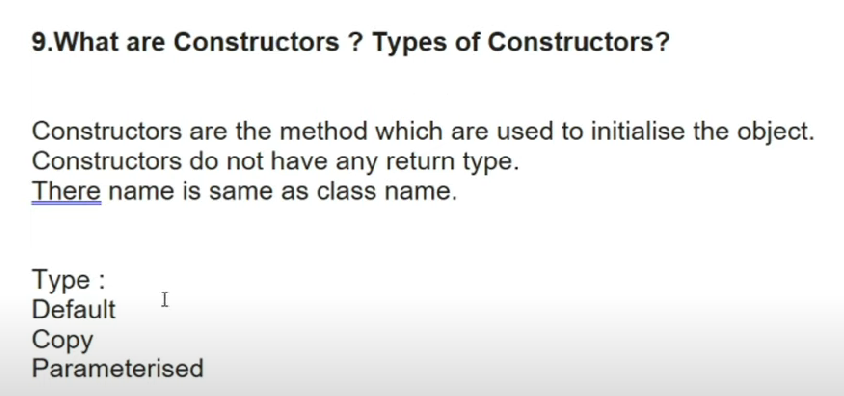 9.What are Constructors ? Types of Constructors?
Constructors are the method which are used to initialise the object.
Constructors do not have any return type.
There name is same as class name.
Type :
Default
Copy
Parameterised